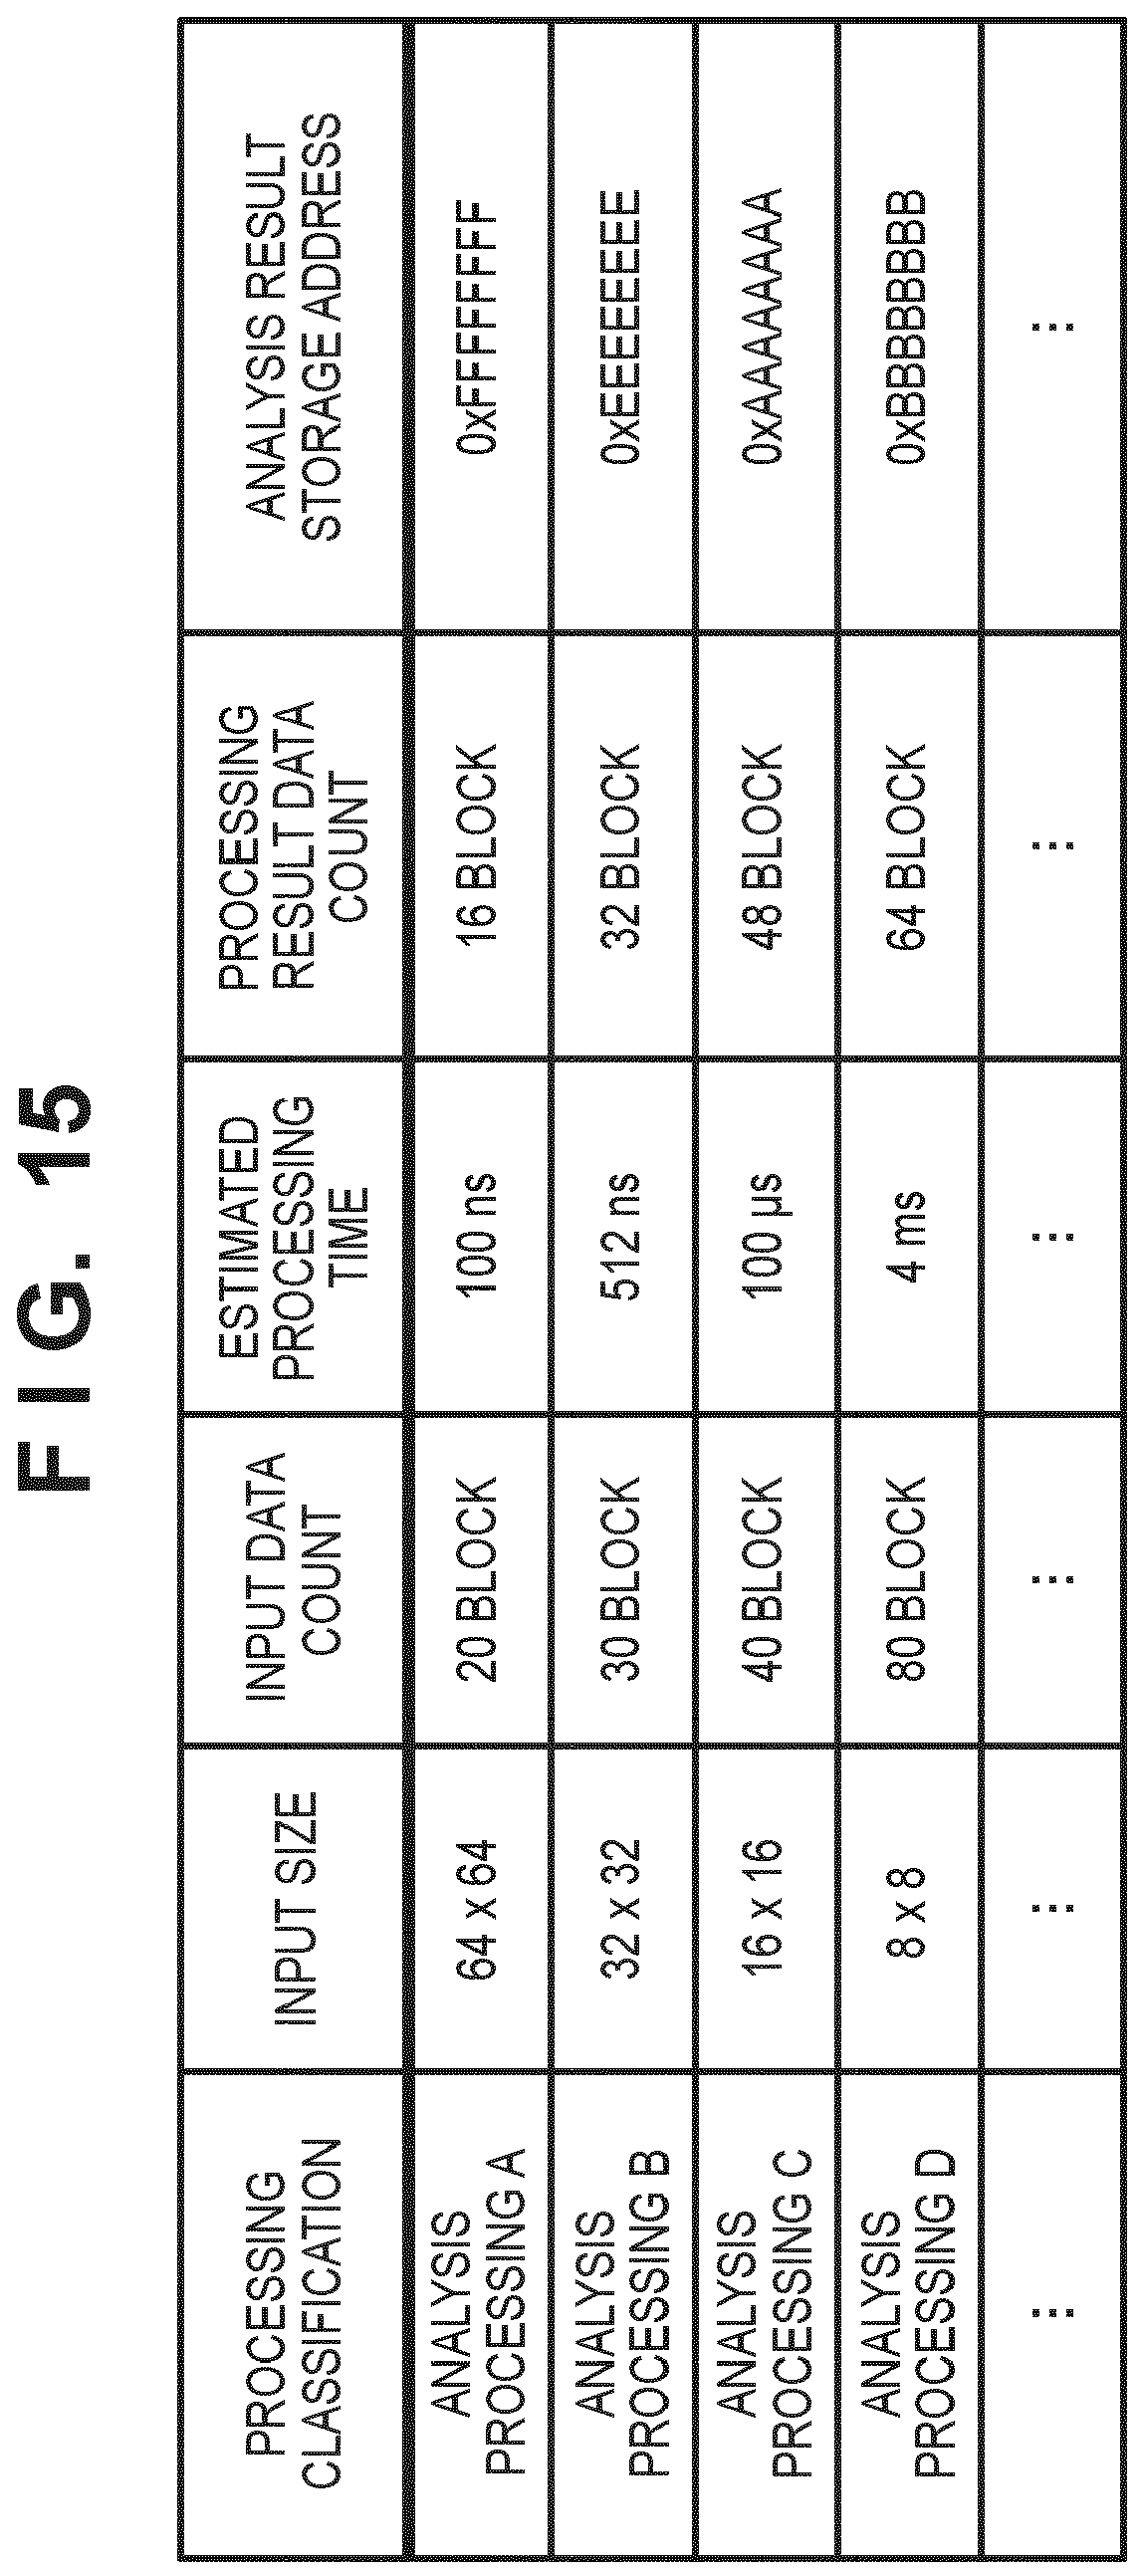 FIG. 15
PROCESSING
CLASSIFICATION
INPUT SIZE
INPUT DATA
COUNT
ESTIMATED
PROCESSING
TIME
PROCESSING
RESULT DATA
COUNT
ANALYSIS RESULT
STORAGE ADDRESS
ANALYSIS
PROCESSING A
64 x 64
20 BLOCK
100 ns
16 BLOCK
0xFFFFFFFF
ANALYSIS
PROCESSING B
32 x 32
30 BLOCK
512 ns
32 BLOCK
0xEEEEEEEE
ANALYSIS
PROCESSING C
16 x 16
40 BLOCK
100 µs
48 BLOCK
0xAAAAAAAA
ANALYSIS
PROCESSING D
8 x 8
80 BLOCK
4 ms
64 BLOCK
0xBBBBBBBB
...
...
...
...
...
...